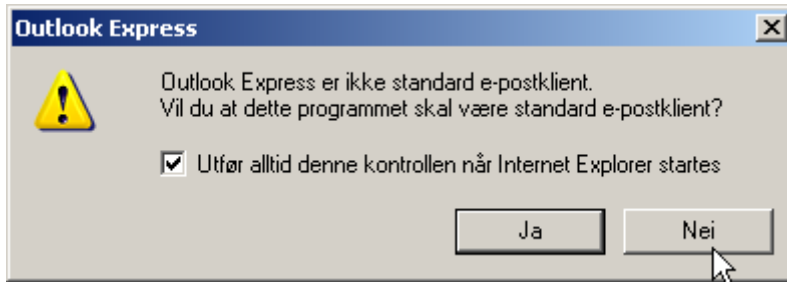 Outlook Express
Outlook Express er ikke standard e-postklient.
Vil du at dette programmet skal være standard e-postklient?
Utfør alltid denne kontrollen når Internet Explorer startes
Ja
Nei